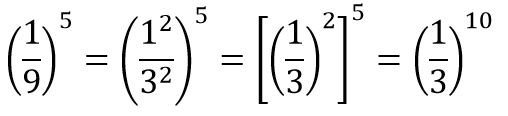 (1/9)^5 = (1^2/3^2)^5 = [(1/3)^2]^5 = (1/3)^10